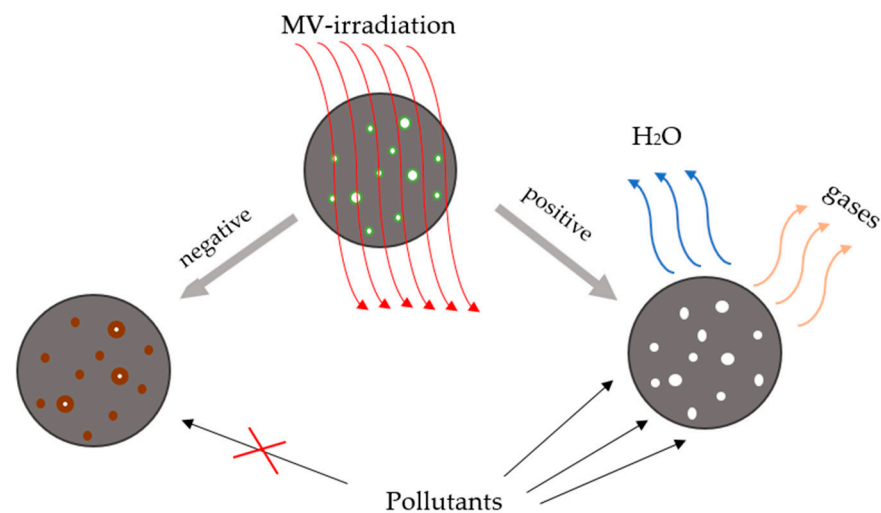 MV-irradiation
H₂O
gases
negative
positive
Pollutants